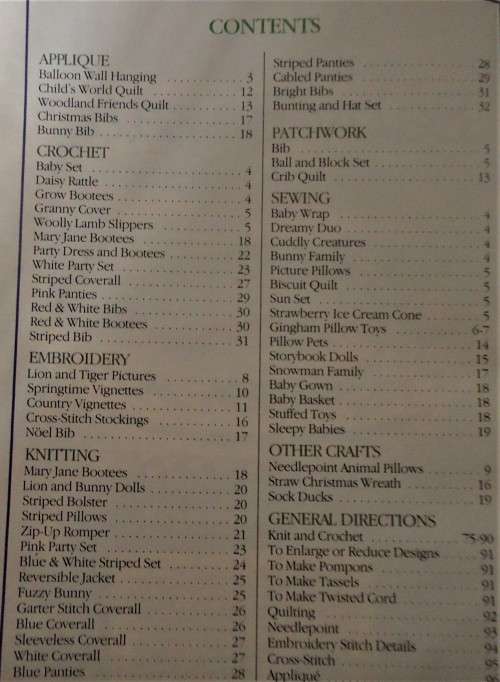 CONTENTS
APPLIQUE
Balloon Wall Hanging . . . . . . . . . . 3
Child's World Quilt . . . . . . . . . . 12
Woodland Friends Quilt . . . . . . . . . . 13
Christmas Bibs . . . . . . . . . . 17
Bunny Bib . . . . . . . . . . 18
CROCHET
Baby Set . . . . . . . . . . 4
Daisy Rattle . . . . . . . . . . 4
Grow Bootees . . . . . . . . . . 4
Granny Cover . . . . . . . . . . 5
Woolly Lamb Slippers . . . . . . . . . . 5
Mary Jane Bootees . . . . . . . . . . 18
Party Dress and Bootees . . . . . . . . . . 22
White Party Set . . . . . . . . . . 23
Striped Coverall . . . . . . . . . . 27
Pink Panties . . . . . . . . . . 29
Red & White Bibs . . . . . . . . . . 30
Red & White Bootees . . . . . . . . . . 30
Striped Bib . . . . . . . . . . 31
EMBROIDERY
Lion and Tiger Pictures . . . . . . . . . . 8
Springtime Vignettes . . . . . . . . . . 10
Country Vignettes . . . . . . . . . . 11
Cross-Stitch Stockings . . . . . . . . . . 16
Nöel Bib . . . . . . . . . . 17
KNITTING
Mary Jane Bootees . . . . . . . . . . 18
Lion and Bunny Dolls . . . . . . . . . . 20
Striped Bolster . . . . . . . . . . 20
Striped Pillows . . . . . . . . . . 20
Zip-Up Romper . . . . . . . . . . 21
Pink Party Set . . . . . . . . . . 23
Blue & White Striped Set . . . . . . . . . . 24
Reversible Jacket . . . . . . . . . . 25
Fuzzy Bunny . . . . . . . . . . 25
Garter Stitch Coverall . . . . . . . . . . 26
Blue Coverall . . . . . . . . . . 26
Sleeveless Coverall . . . . . . . . . . 27
White Coverall . . . . . . . . . . 27
Blue Panties . . . . . . . . . . 28
Striped Panties . . . . . . . . . . 28
Cabled Panties . . . . . . . . . . 29
Bright Bibs . . . . . . . . . . 31
Bunting and Hat Set . . . . . . . . . . 32
PATCHWORK
Bib . . . . . . . . . . 5
Ball and Block Set . . . . . . . . . . 5
Crib Quilt . . . . . . . . . . 13
SEWING
Baby Wrap . . . . . . . . . . 4
Dreamy Duo . . . . . . . . . . 4
Cuddly Creatures . . . . . . . . . . 4
Bunny Family . . . . . . . . . . 4
Picture Pillows . . . . . . . . . . 5
Biscuit Quilt . . . . . . . . . . 5
Sun Set . . . . . . . . . . 5
Strawberry Ice Cream Cone . . . . . . . . . . 5
Gingham Pillow Toys . . . . . . . . . . 6-7
Pillow Pets . . . . . . . . . . 14
Storybook Dolls . . . . . . . . . . 15
Snowman Family . . . . . . . . . . 17
Baby Gown . . . . . . . . . . 18
Baby Basket . . . . . . . . . . 18
Stuffed Toys . . . . . . . . . . 18
Sleepy Babies . . . . . . . . . . 19
OTHER CRAFTS
Needlepoint Animal Pillows . . . . . . . . . . 9
Straw Christmas Wreath . . . . . . . . . . 16
Sock Ducks . . . . . . . . . . 19
GENERAL DIRECTIONS
Knit and Crochet . . . . . . . . . . 75-90
To Enlarge or Reduce Designs . . . . . . . . . . 91
To Make Pompons . . . . . . . . . . 91
To Make Tassels . . . . . . . . . . 91
To Make Twisted Cord . . . . . . . . . . 91
Quilting . . . . . . . . . . 92
Needlepoint . . . . . . . . . . 93
Embroidery Stitch Details . . . . . . . . . . 94
Cross-Stitch . . . . . . . . . . 95
Appliqué . . . . . . . . . .